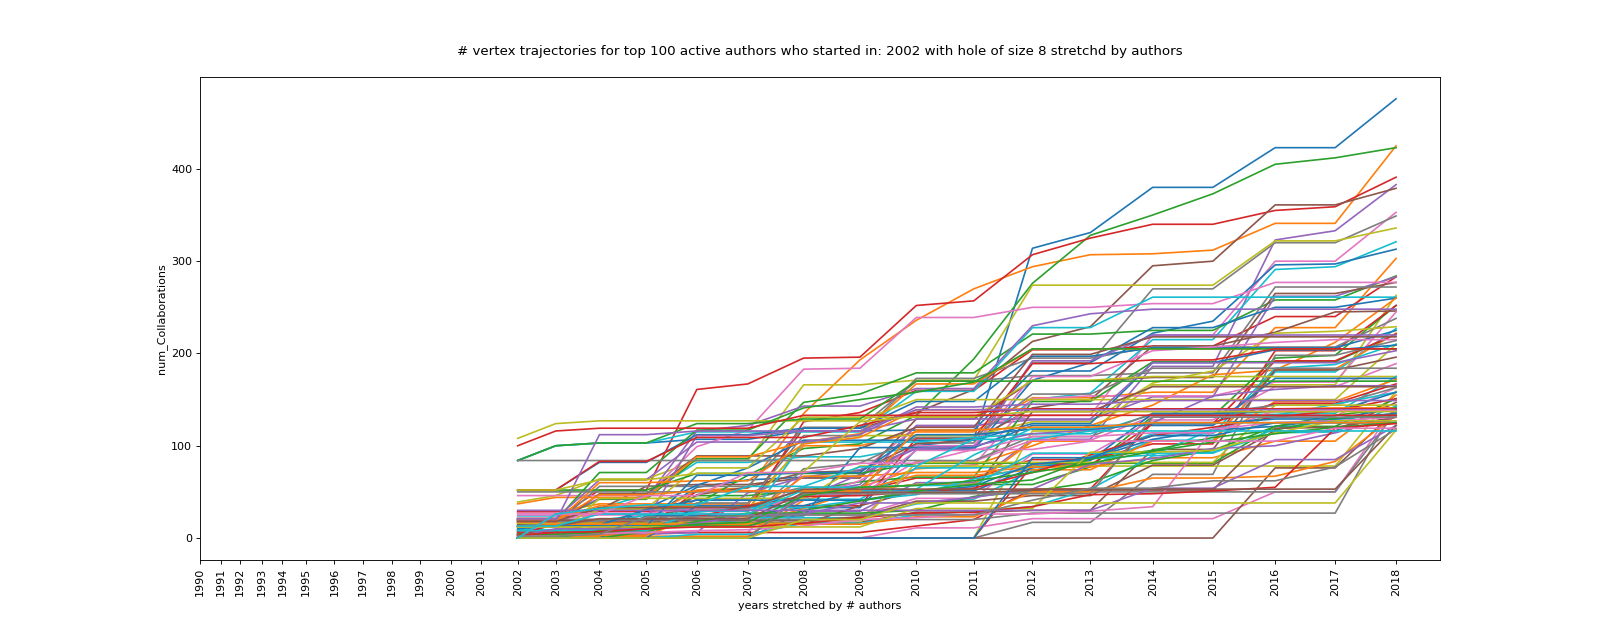 # vertex trajectories for top 100 active authors who started in: 2002 with hole of size 8 stretchd by authors
num_Collaborations
400
300
200
100
0
1990 1991 1992 1993 1994 1995 1996 1997 1998 1999 2000 2001 2002 2003 2004 2005 2006 2007 2008 2009 2010 2011 2012 2013 2014 2015 2016 2017 2018
years stretched by # authors